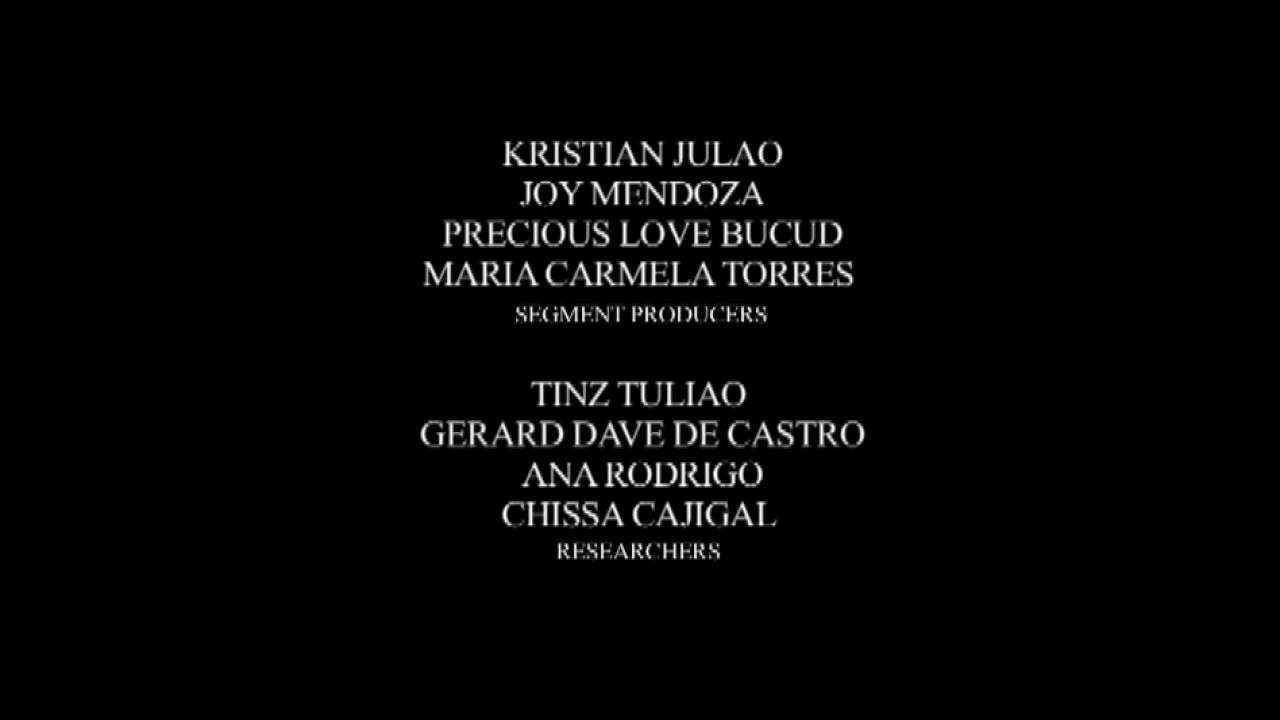 KRISTIAN JULAO
JOY MENDOZA
PRECIOUS LOVE BUCUD
MARIA CARMELA TORRES
SEGMENT PRODUCERS
TINZ TULIAO
GERARD DAVE DE CASTRO
ANA RODRIGO
CHISSA CAJIGAL
RESEARCHERS